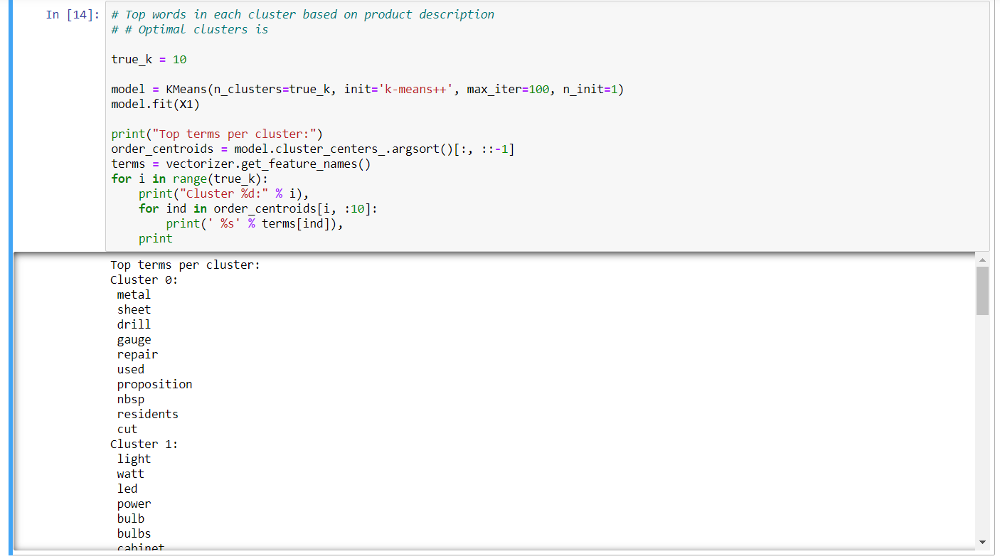 In [14]: # Top words in each cluster based on product description
# # Optimal clusters is
true_k = 10
model = KMeans(n_clusters=true_k, init='k-means++', max_iter=100, n_init=1)
model.fit(X1)
print("Top terms per cluster:")
order_centroids = model.cluster_centers_.argsort()[:, ::-1]
terms = vectorizer.get_feature_names()
for i in range(true_k):
    print("Cluster %d:" % i),
    for ind in order_centroids[i, :10]:
        print(' %s' % terms[ind]),
    print
Top terms per cluster:
Cluster 0:
 metal
 sheet
 drill
 gauge
 repair
 used
 proposition
 nbsp
 residents
 cut
Cluster 1:
 light
 watt
 led
 power
 bulb
 bulbs
 cabinet